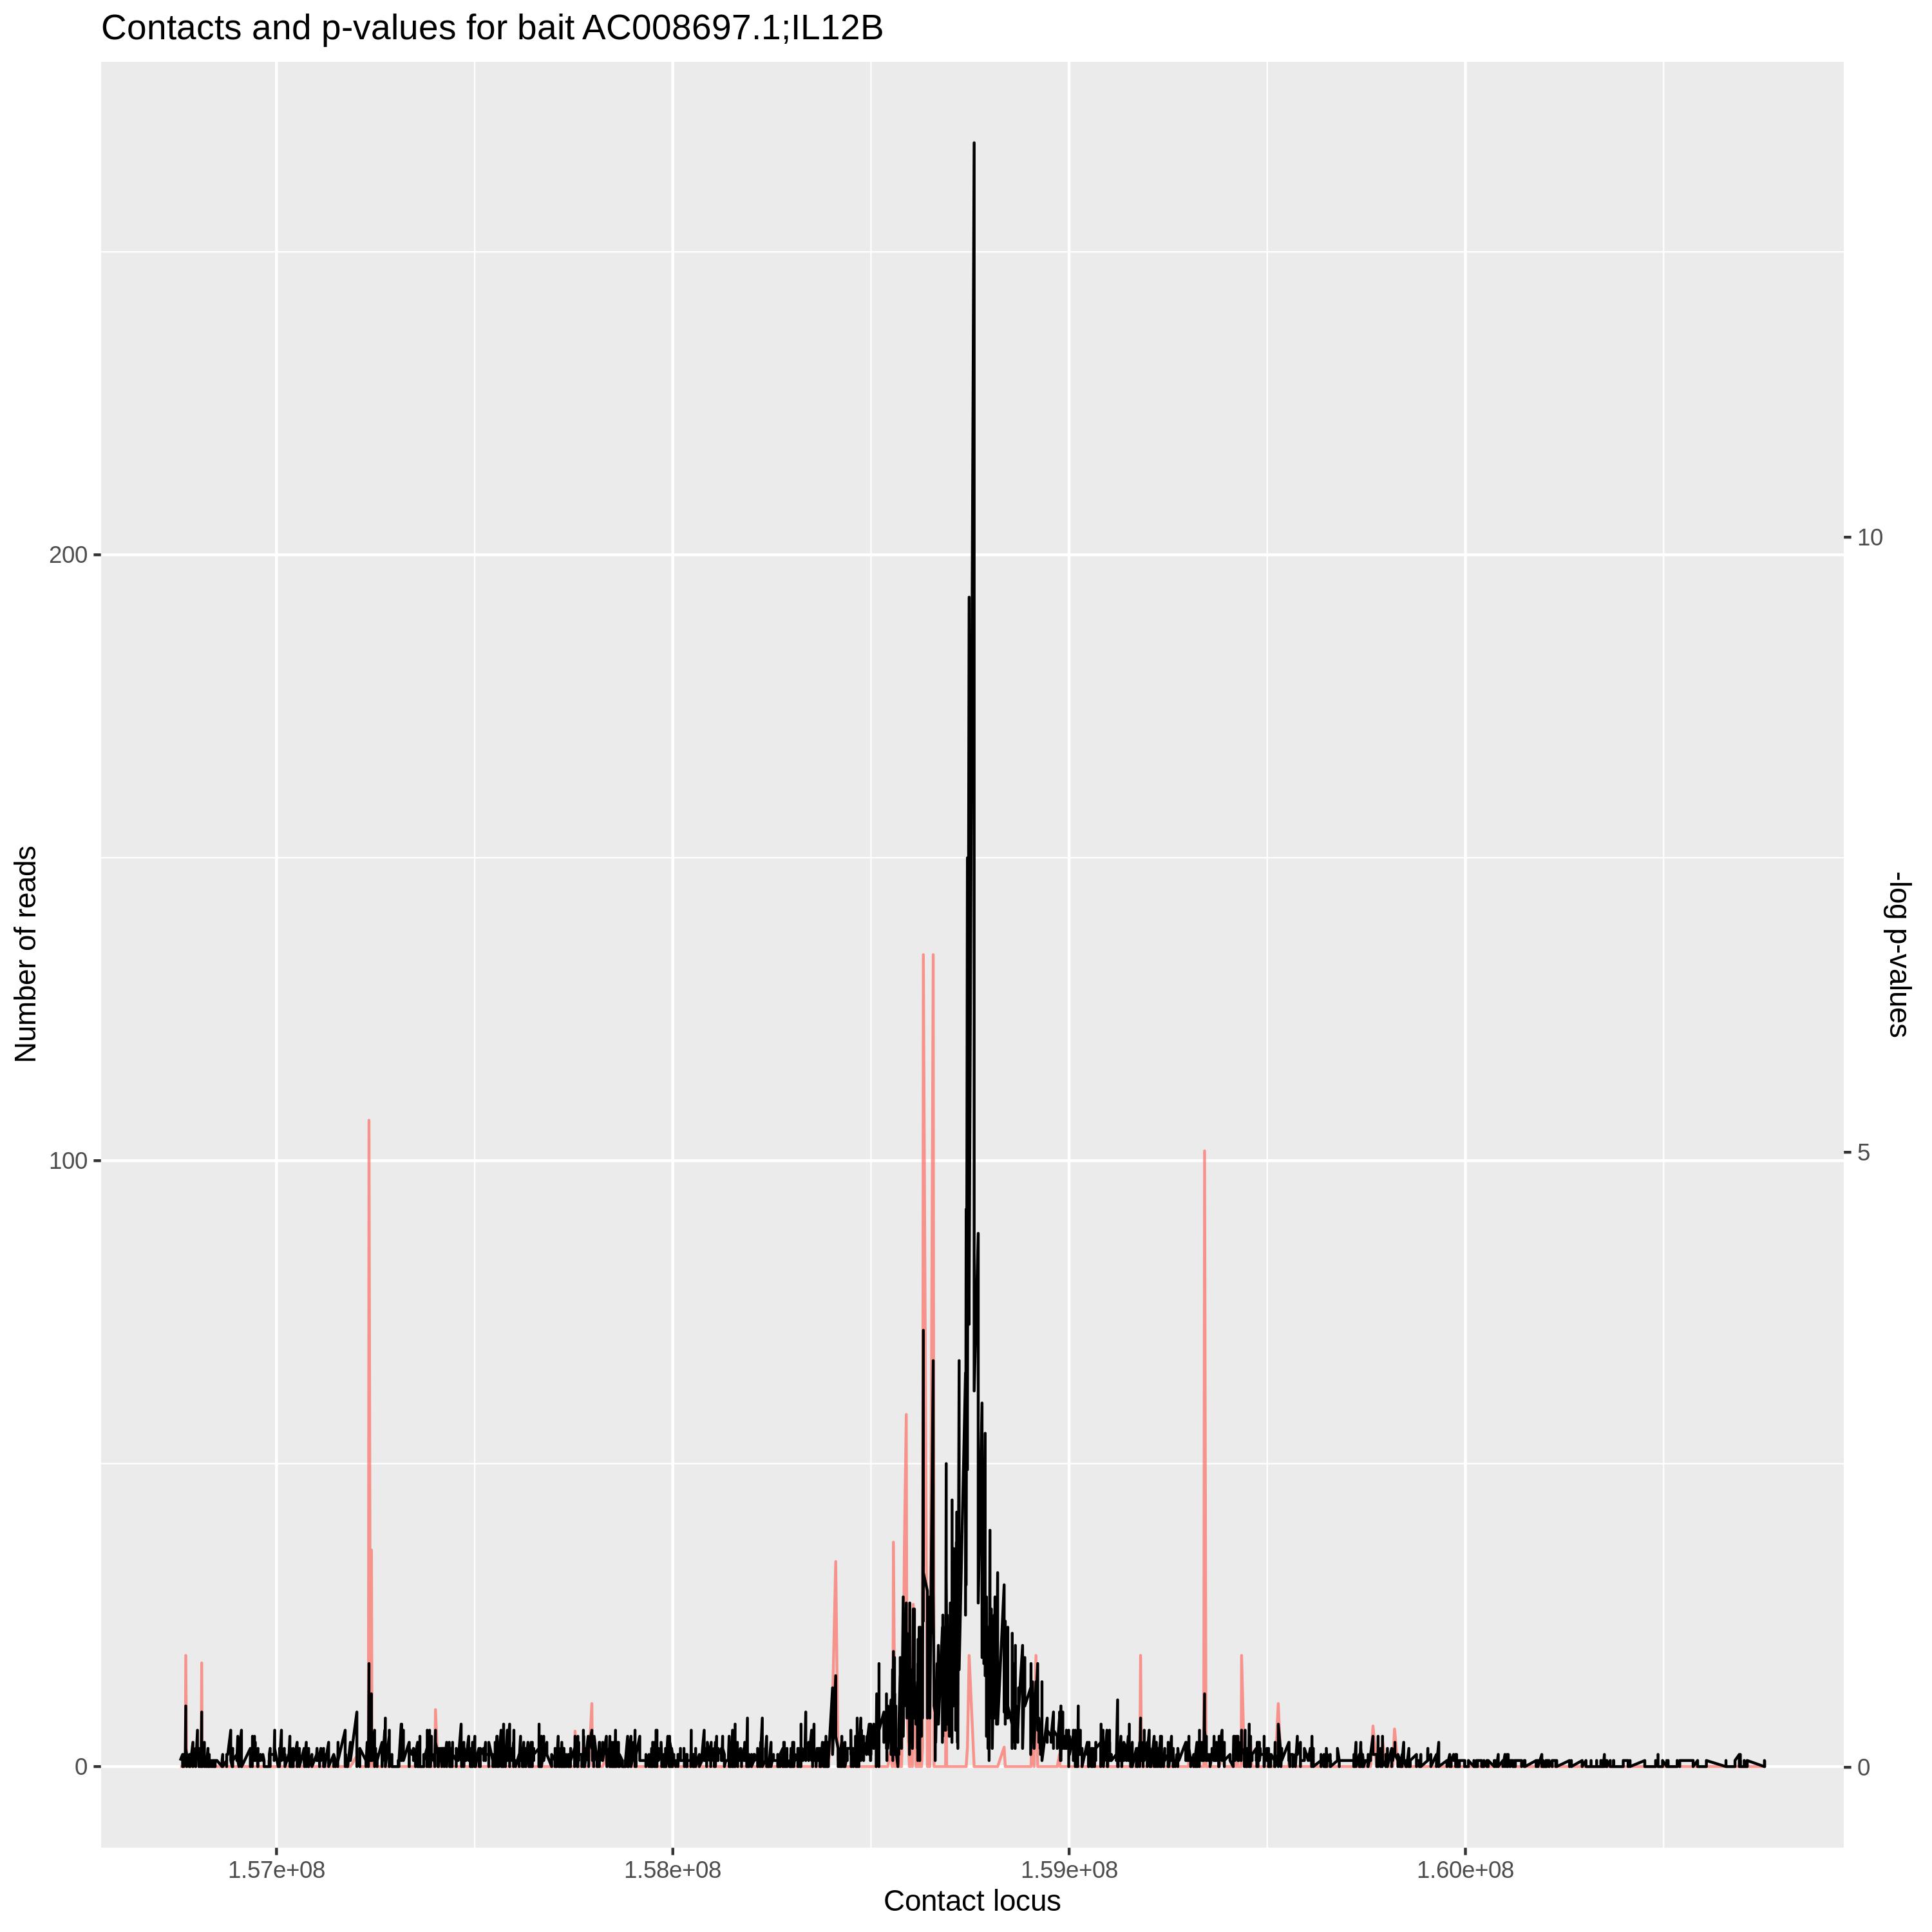 Contacts and p-values for bait AC008697.1;IL12B
Number of reads
200
100
0
10
5
0
-log p-values
1.57e+08
1.58e+08
1.59e+08
1.60e+08
Contact locus